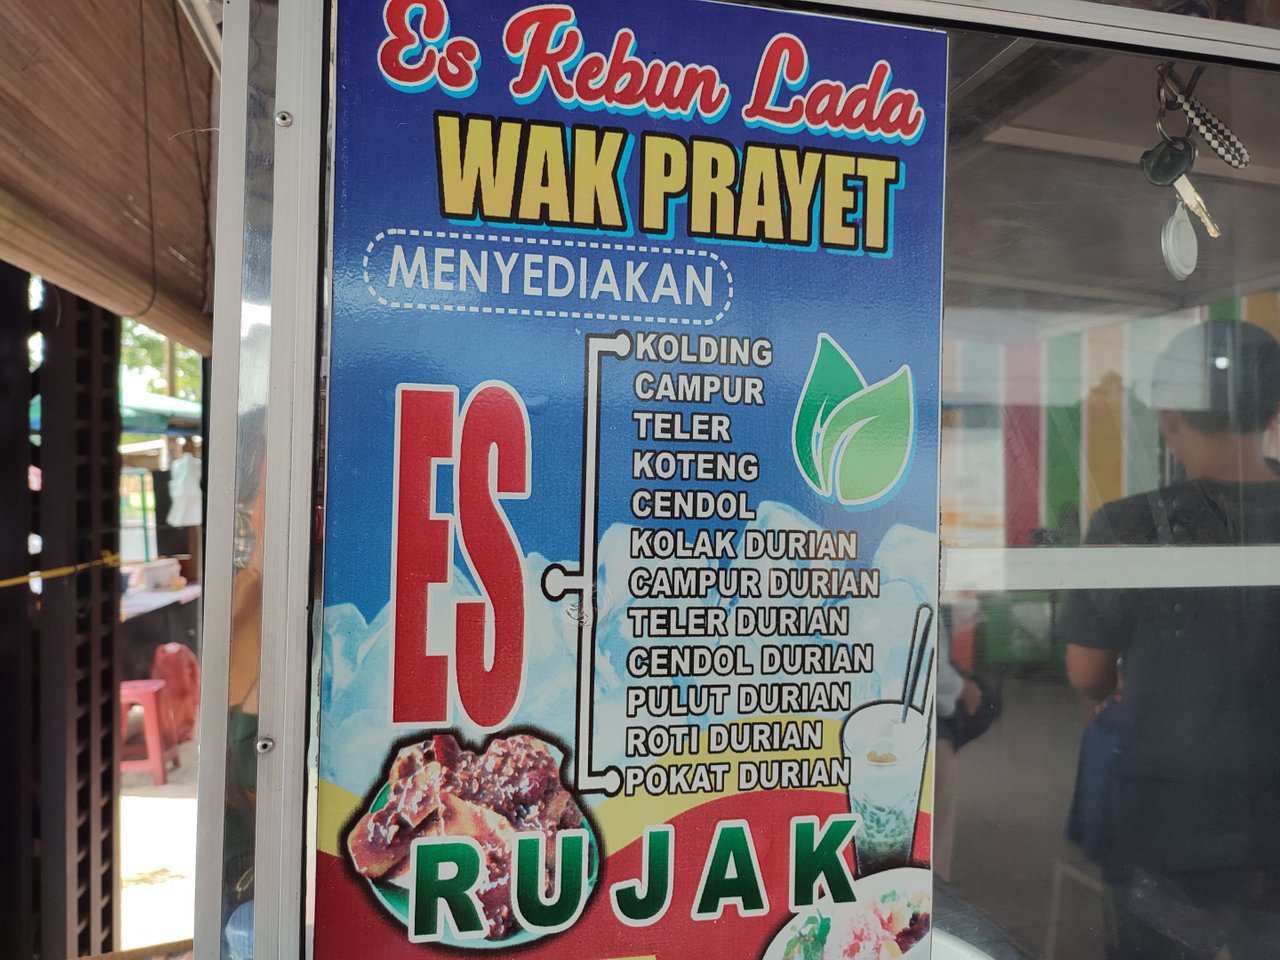 Es Kebun Lada
WAK PRAYET
MENYEDIAKAN
ES
KOLDING
CAMPUR
TELER
KOTENG
CENDOL
KOLAK DURIAN
CAMPUR DURIAN
TELER DURIAN
CENDOL DURIAN
PULUT DURIAN
ROTI DURIAN
POKAT DURIAN
RUJAK